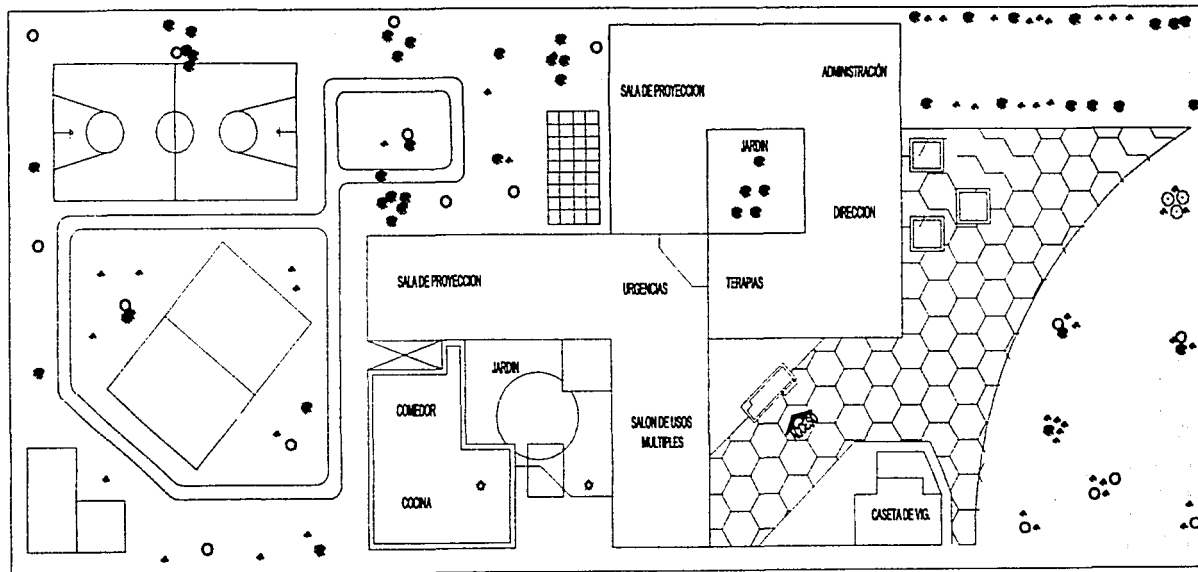 ADMINISTRACIÓN
SALA DE PROYECCION
JARDIN
DIRECCION
SALA DE PROYECCION
URGENCIAS
TERAPIAS
JARDIN
COMEDOR
SALON DE USOS
MULTIPLES
COCINA
CASETA DE VIG.